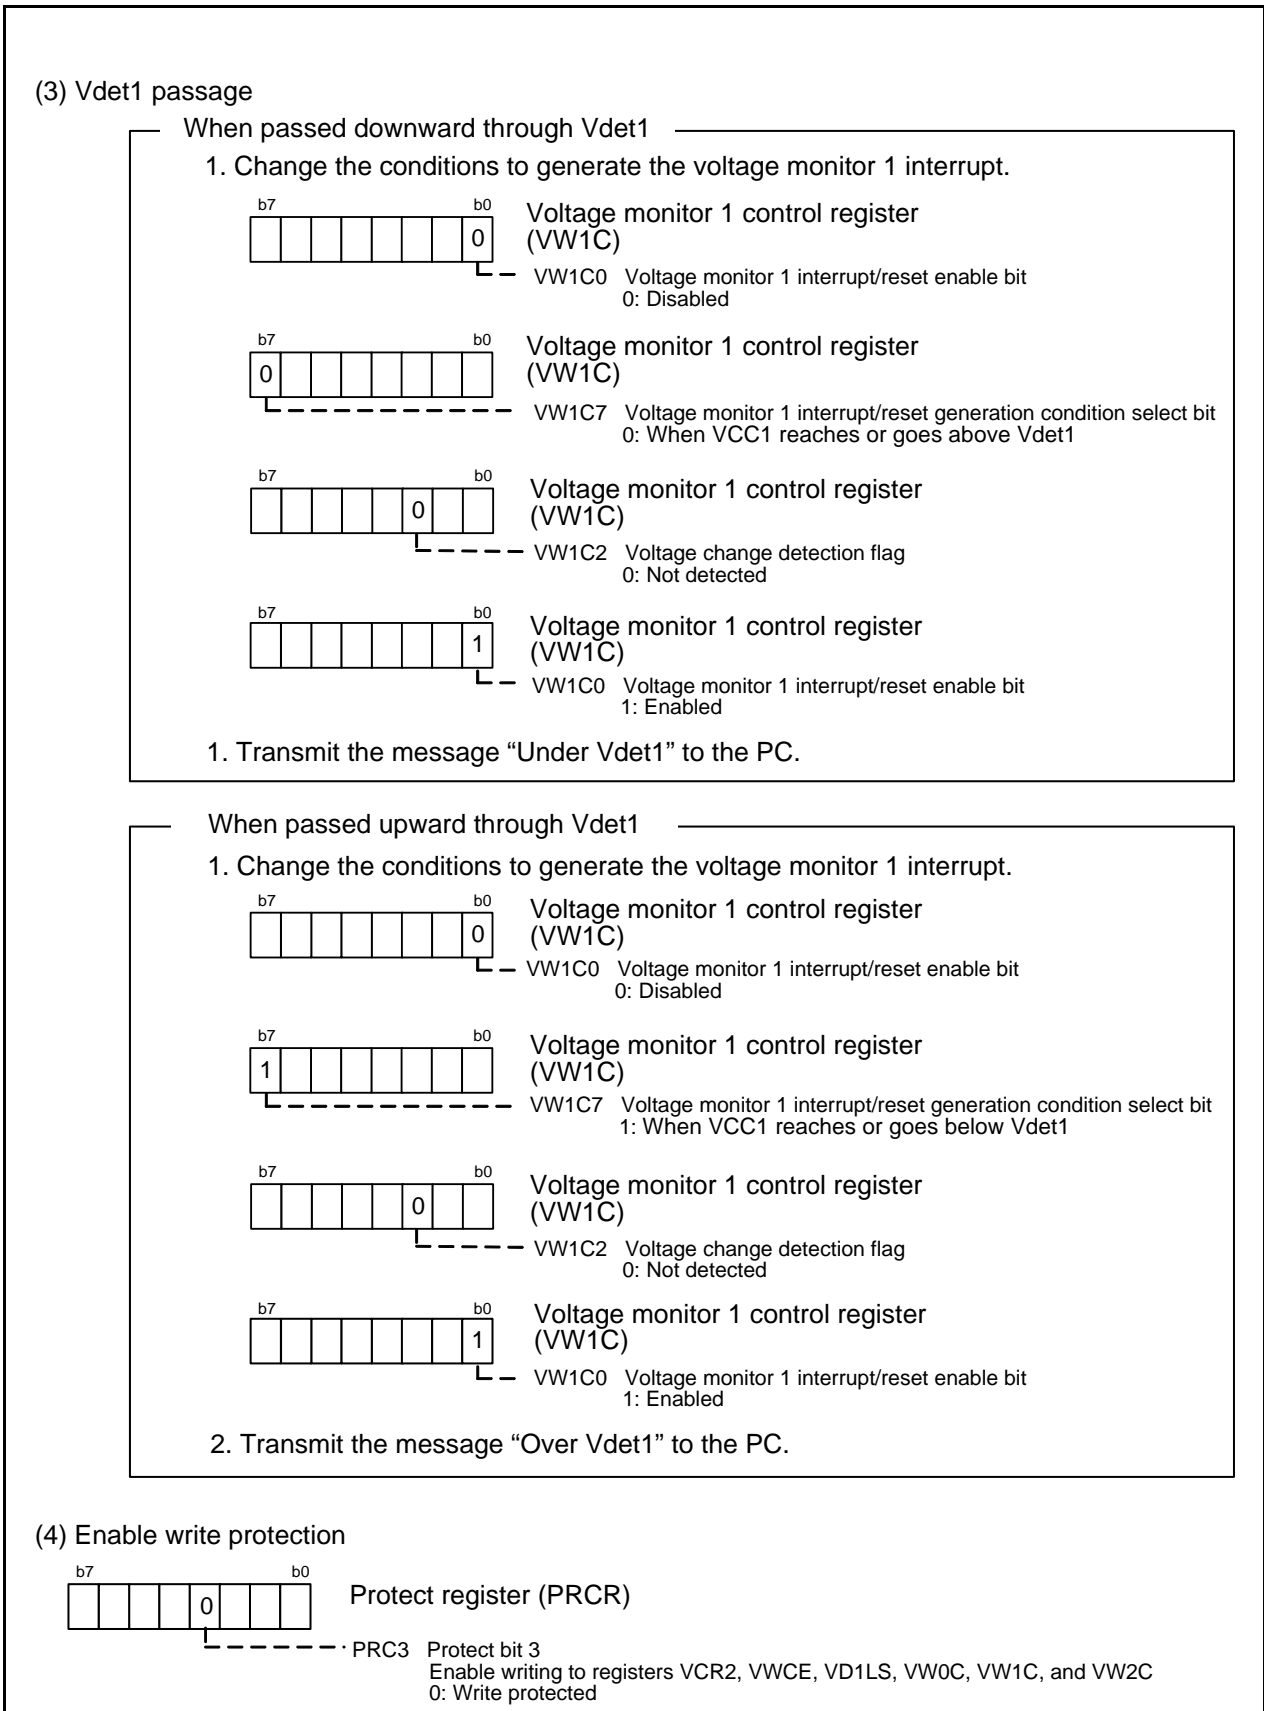 (3) Vdet1 passage
When passed downward through Vdet1
1. Change the conditions to generate the voltage monitor 1 interrupt.
b7 b0
0
Voltage monitor 1 control register
(VW1C)
VW1C0 Voltage monitor 1 interrupt/reset enable bit
0: Disabled
b7 b0
0
Voltage monitor 1 control register
(VW1C)
VW1C7 Voltage monitor 1 interrupt/reset generation condition select bit
0: When VCC1 reaches or goes above Vdet1
b7 b0
0
Voltage monitor 1 control register
(VW1C)
VW1C2 Voltage change detection flag
0: Not detected
b7 b0
1
Voltage monitor 1 control register
(VW1C)
VW1C0 Voltage monitor 1 interrupt/reset enable bit
1: Enabled
1. Transmit the message “Under Vdet1” to the PC.
When passed upward through Vdet1
1. Change the conditions to generate the voltage monitor 1 interrupt.
b7 b0
0
Voltage monitor 1 control register
(VW1C)
VW1C0 Voltage monitor 1 interrupt/reset enable bit
0: Disabled
b7 b0
1
Voltage monitor 1 control register
(VW1C)
VW1C7 Voltage monitor 1 interrupt/reset generation condition select bit
1: When VCC1 reaches or goes below Vdet1
b7 b0
0
Voltage monitor 1 control register
(VW1C)
VW1C2 Voltage change detection flag
0: Not detected
b7 b0
1
Voltage monitor 1 control register
(VW1C)
VW1C0 Voltage monitor 1 interrupt/reset enable bit
1: Enabled
2. Transmit the message “Over Vdet1” to the PC.
(4) Enable write protection
b7 b0
0
Protect register (PRCR)
PRC3 Protect bit 3
Enable writing to registers VCR2, VWCE, VD1LS, VW0C, VW1C, and VW2C
0: Write protected